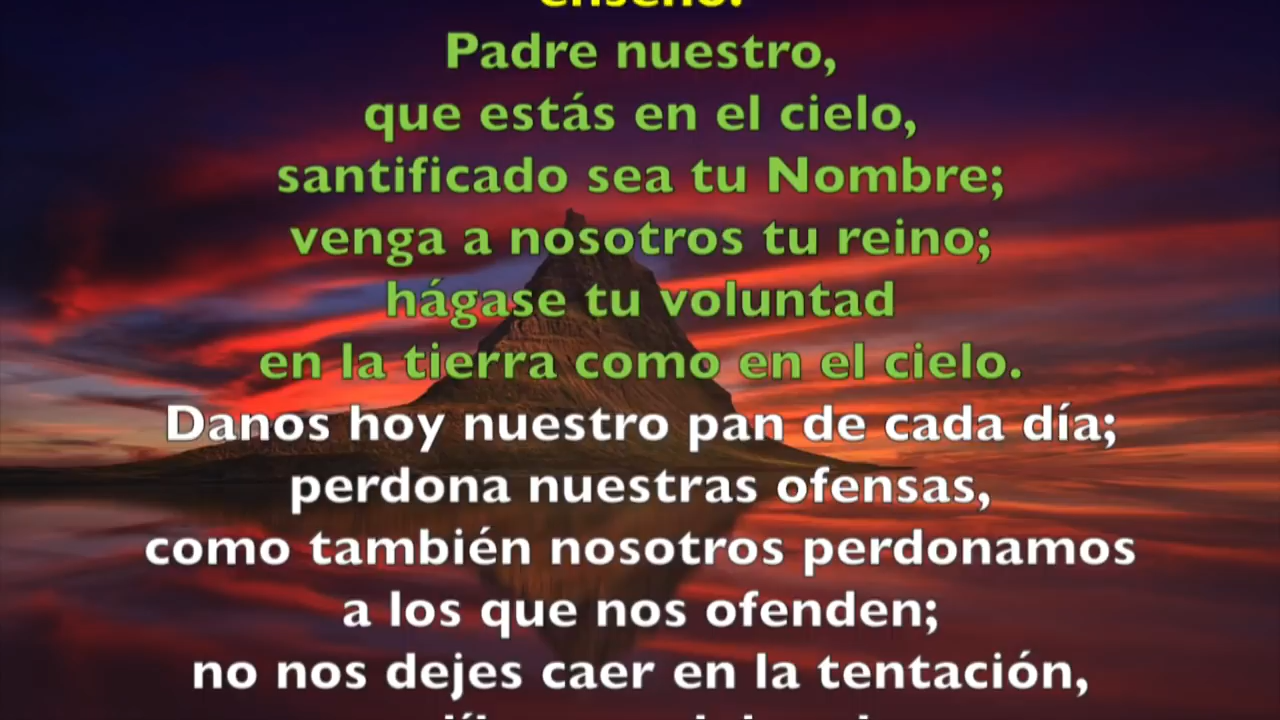 enseñó:
Padre nuestro,
que estás en el cielo,
santificado sea tu Nombre;
venga a nosotros tu reino;
hágase tu voluntad
en la tierra como en el cielo.
Danos hoy nuestro pan de cada día;
perdona nuestras ofensas,
como también nosotros perdonamos
a los que nos ofenden;
no nos dejes caer en la tentación,